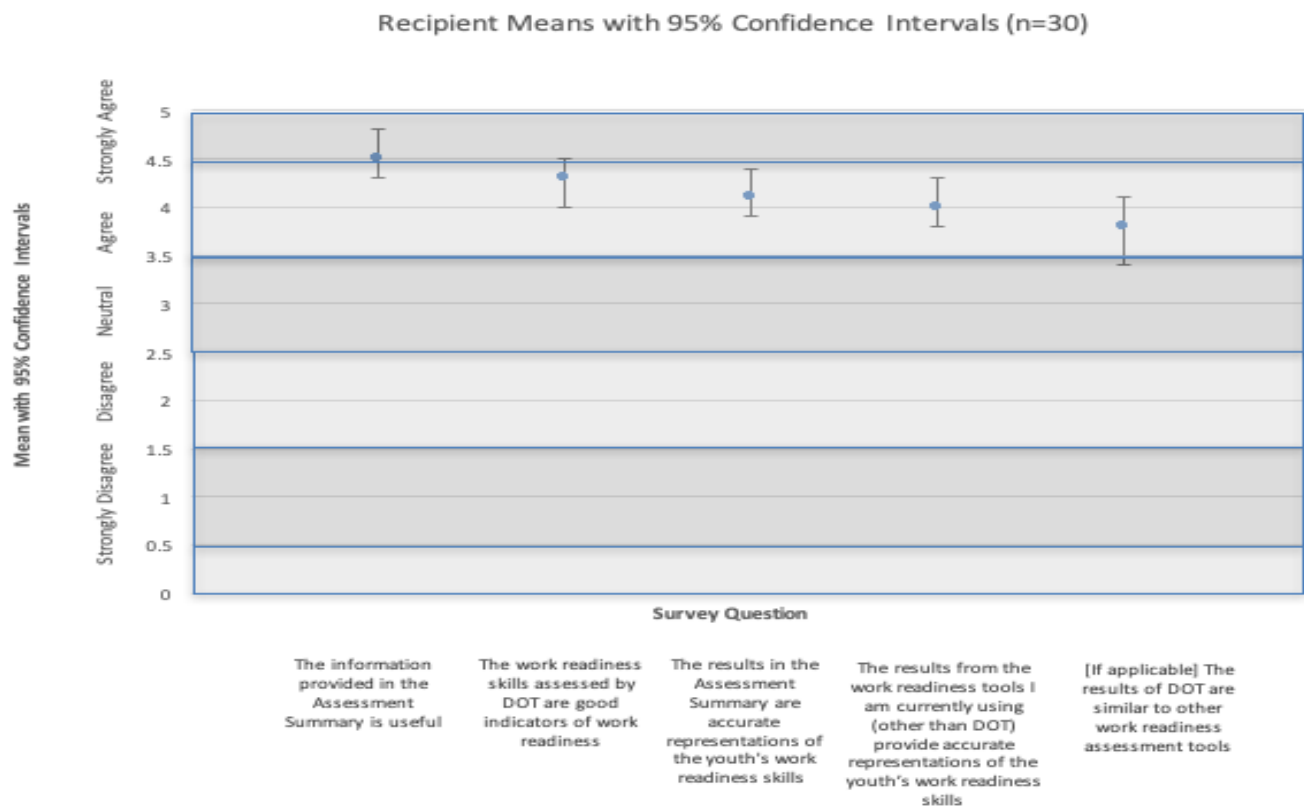 Recipient Means with 95% Confidence Intervals (n=30)
Mean with 95% Confidence Intervals
Strongly Agree
Agree
Neutral
Disagree
Strongly Disagree
5
4.5
4
3.5
3
2.5
2
1.5
1
0.5
0
Survey Question
The information
provided in the
Assessment
Summary is useful
The work readiness
skills assessed by
DOT are good
indicators of work
readiness
The results in the
Assessment
Summary are
accurate
representations of
the youth's work
readiness skills
The results from the
work readiness tools I
am currently using
(other than DOT)
provide accurate
representations of the
youth's work readiness
skills
[If applicable] The
results of DOT are
similar to other
work readiness
assessment tools